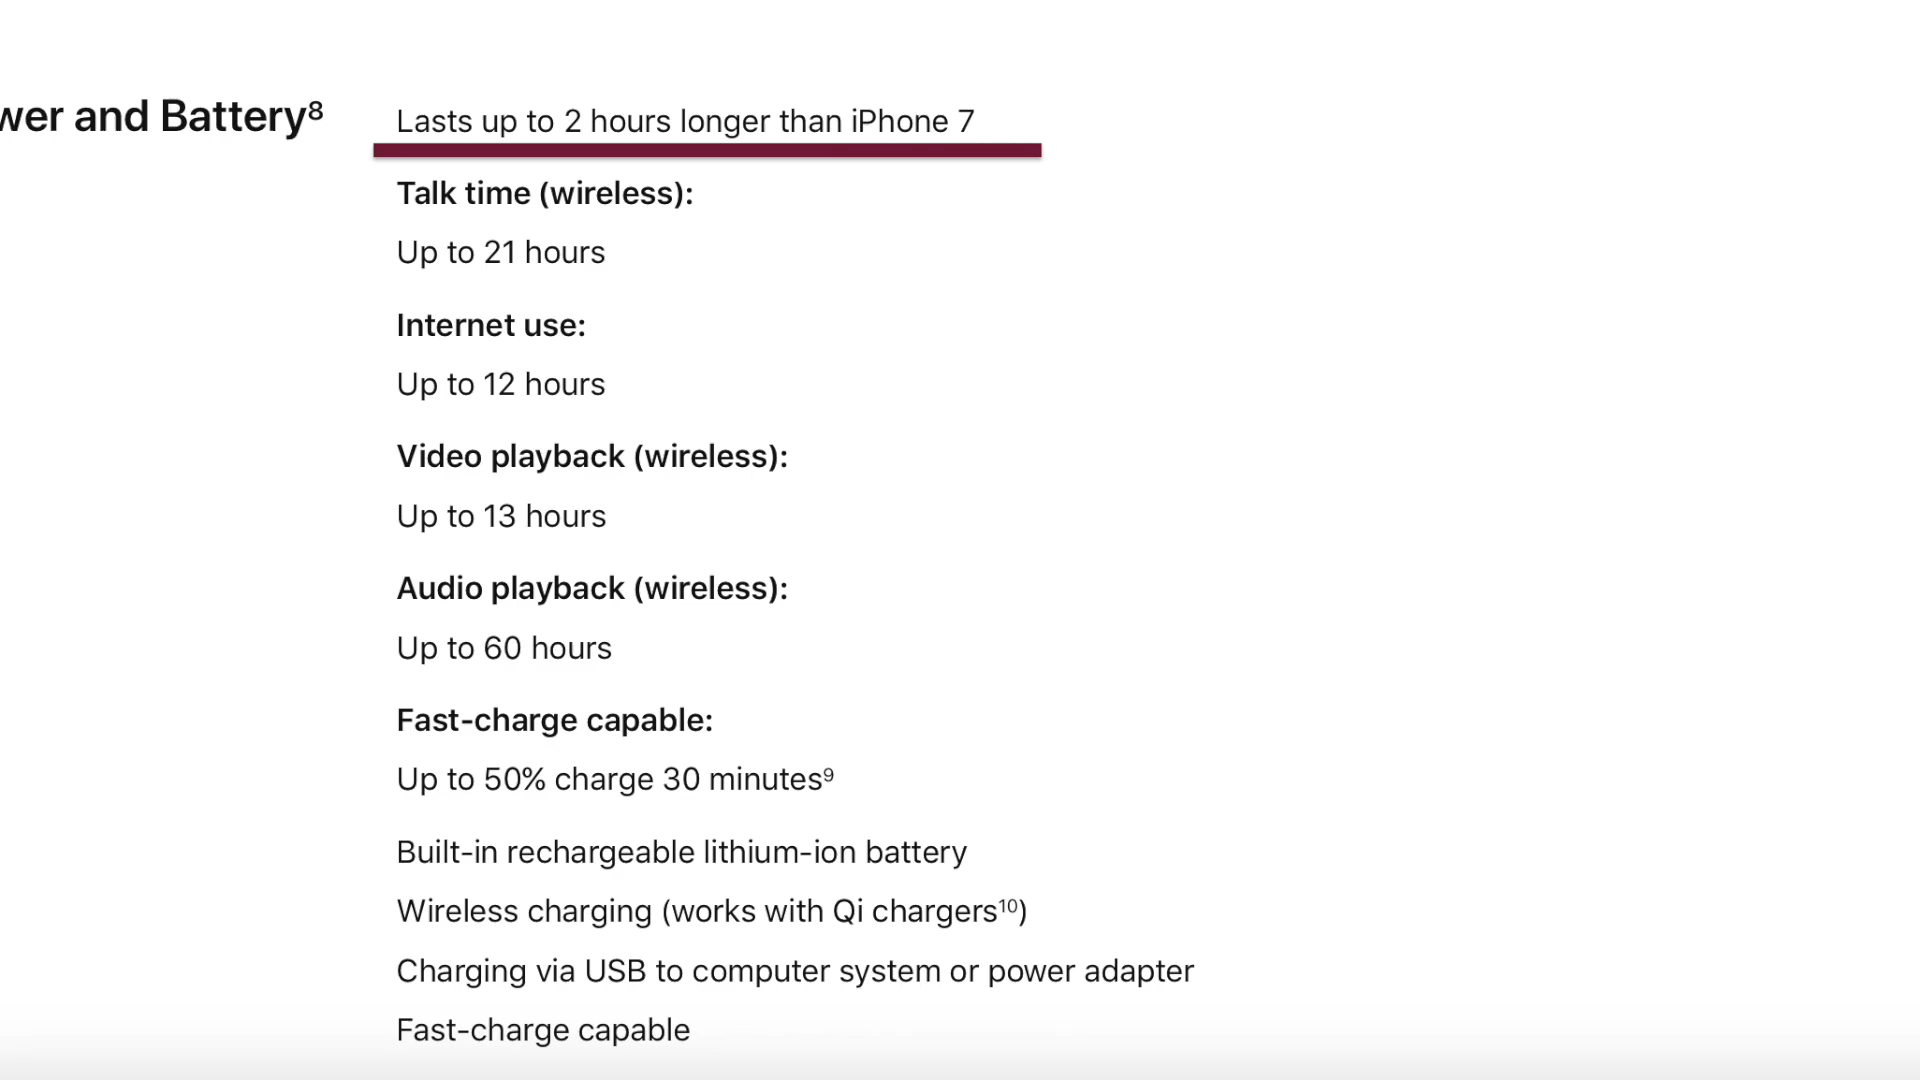 wer and Battery⁸
Lasts up to 2 hours longer than iPhone 7
Talk time (wireless):
Up to 21 hours
Internet use:
Up to 12 hours
Video playback (wireless):
Up to 13 hours
Audio playback (wireless):
Up to 60 hours
Fast-charge capable:
Up to 50% charge 30 minutes⁹
Built-in rechargeable lithium-ion battery
Wireless charging (works with Qi chargers¹⁰)
Charging via USB to computer system or power adapter
Fast-charge capable